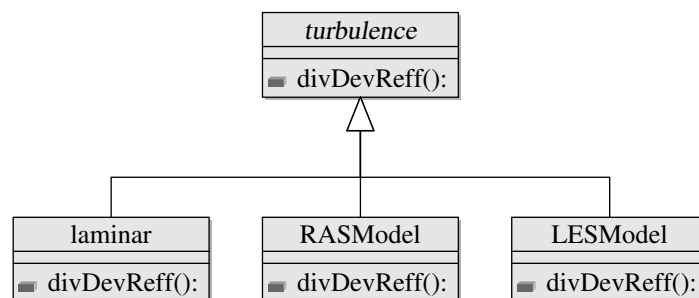 turbulence
divDevReff():
laminar
divDevReff():
RASModel
divDevReff():
LESModel
divDevReff():